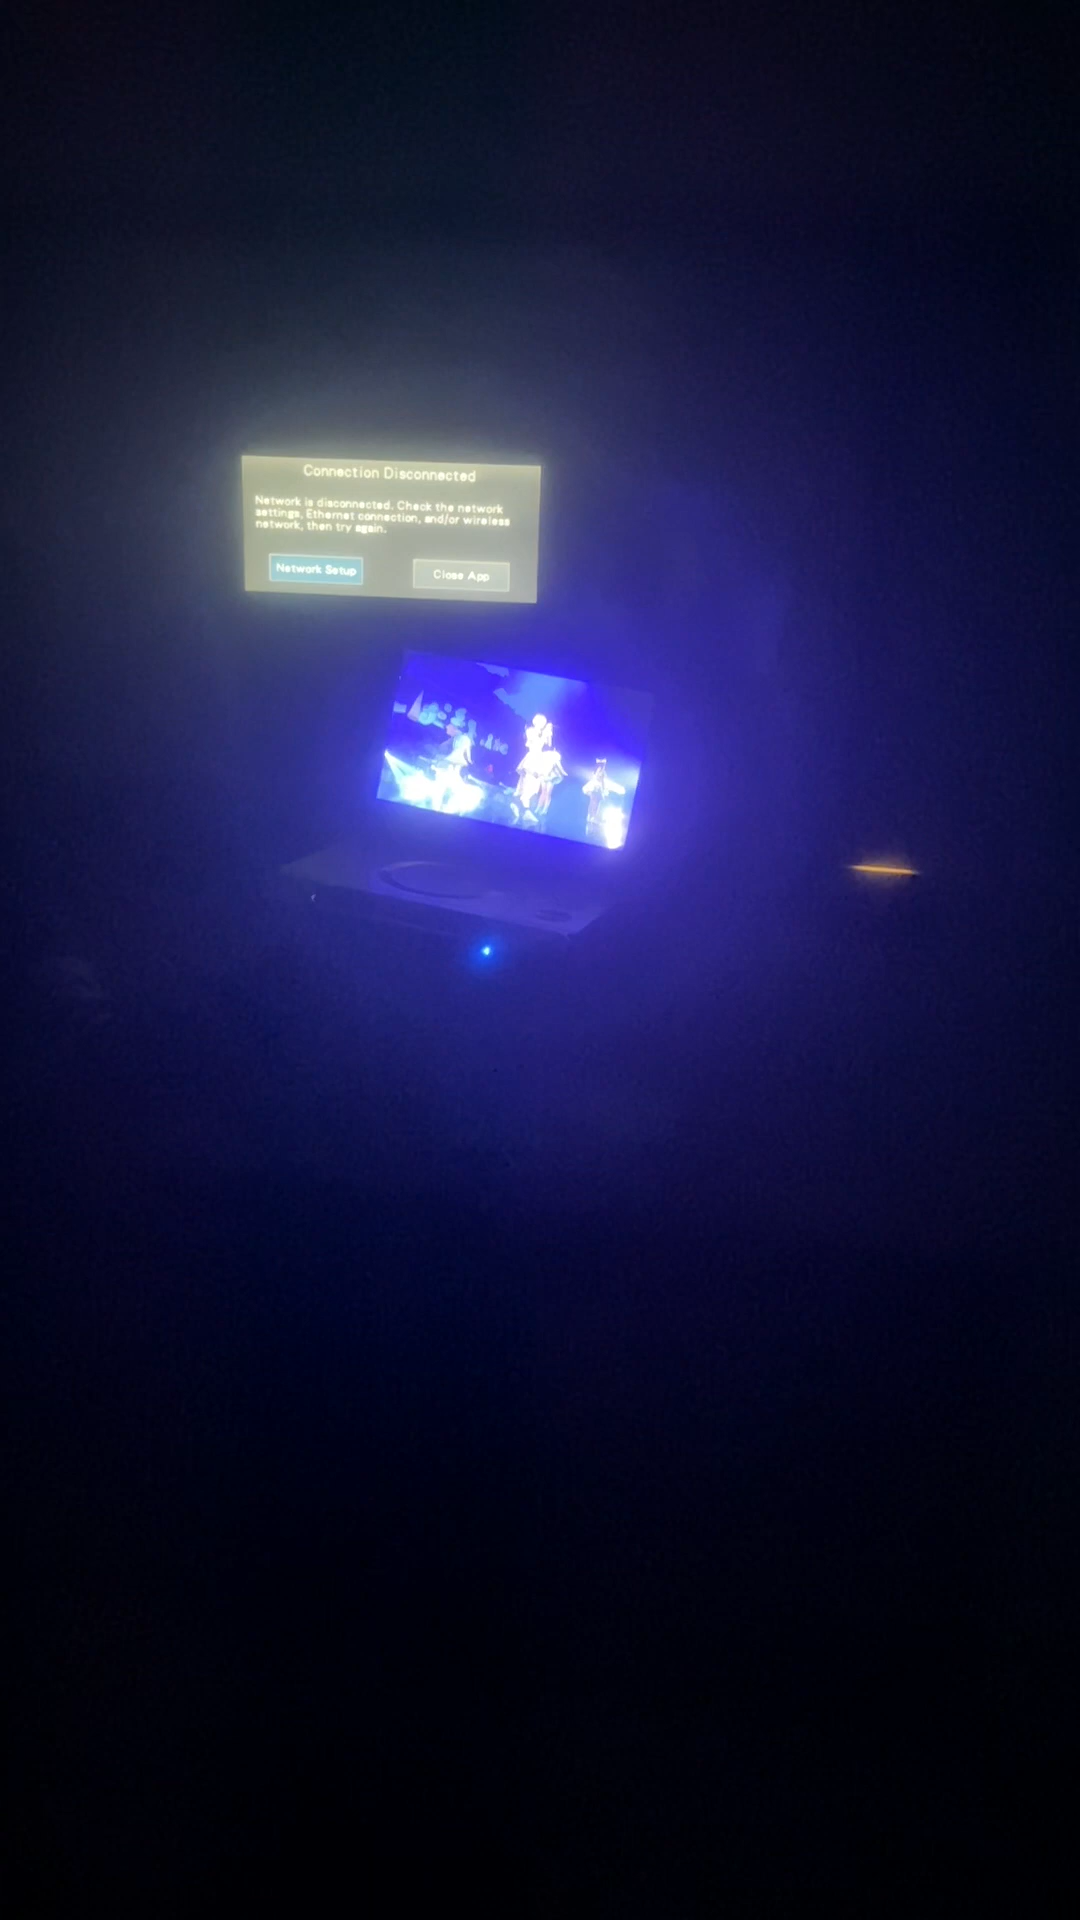 Connection Disconnected
Network is disconnected. Check the network
settings, Ethernet connection, and/or wireless
network, then try again.
Network Setup
Close App